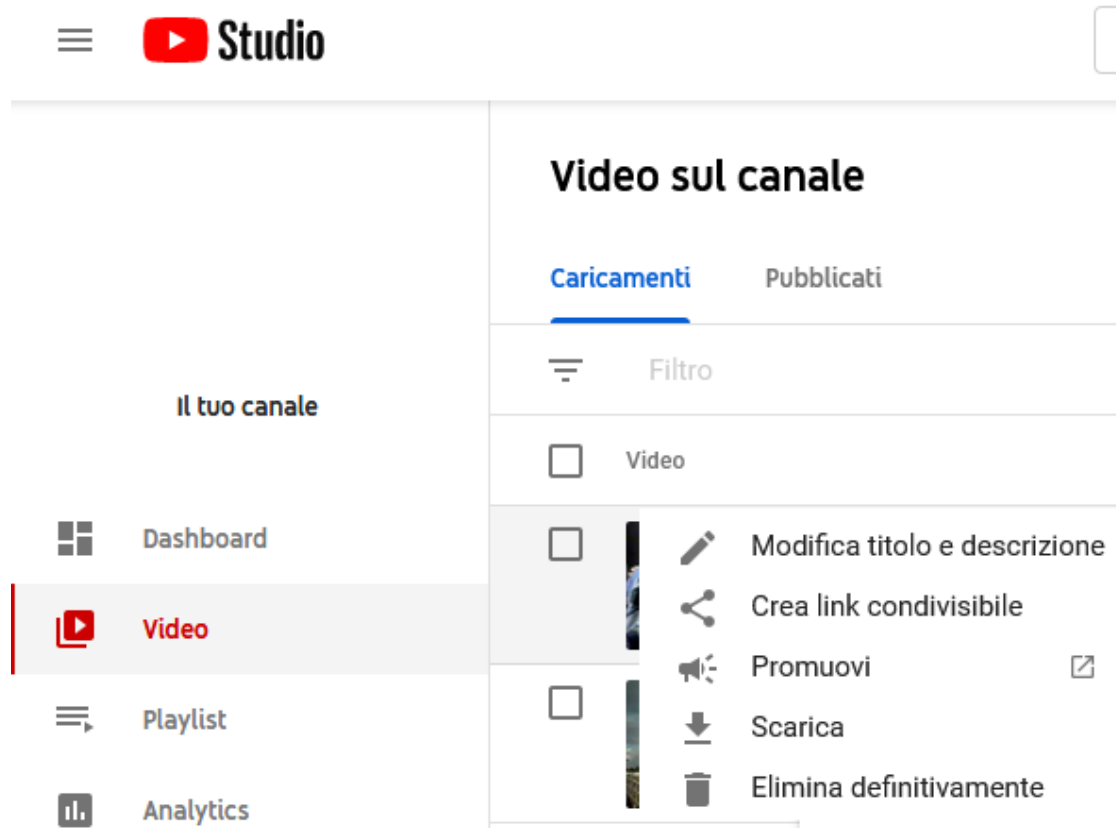 Studio
Video sul canale
Caricamenti Pubblicati
Filtro
Il tuo canale
Video
Dashboard
Video
Playlist
Analytics
Modifica titolo e descrizione
Crea link condivisibile
Promuovi
Scarica
Elimina definitivamente